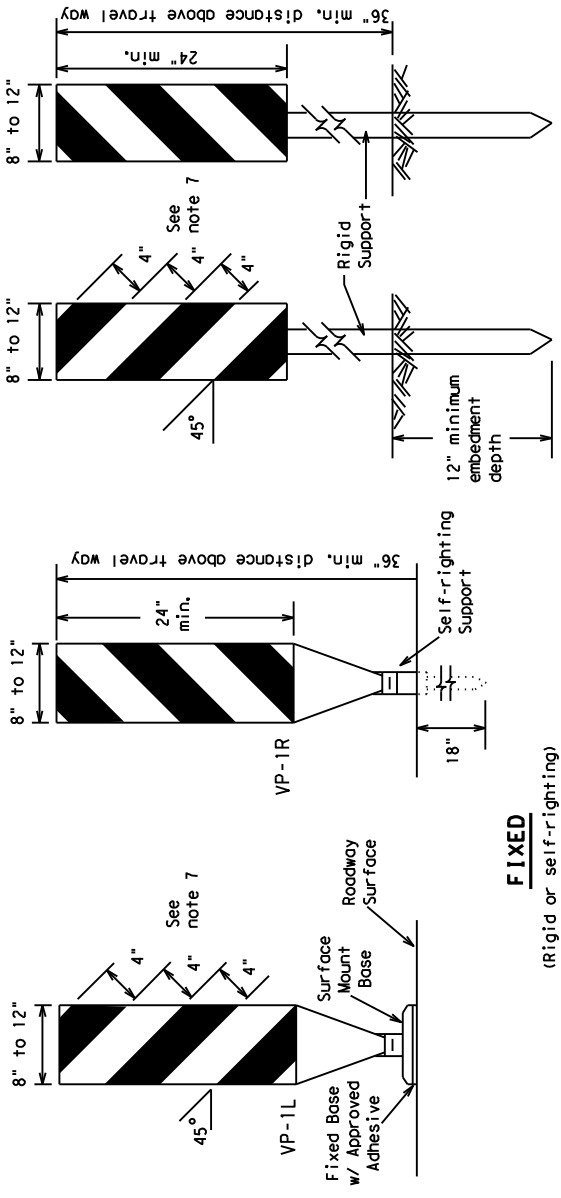 8" to 12"
36" min. distance above travel way
24" min.
8" to 12"
See
note 7
4"
4"
4"
45°
Rigid
Support
12" minimum
embedment
depth
8" to 12"
36" min. distance above travel way
24"
min.
VP-1R
Self-righting
Support
18"
8" to 12"
See
note 7
4"
4"
4"
45°
VP-1L
Fixed Base
w/ Approved
Adhesive
Surface
Mount
Base
Roadway
Surface
FIXED
(Rigid or self-righting)